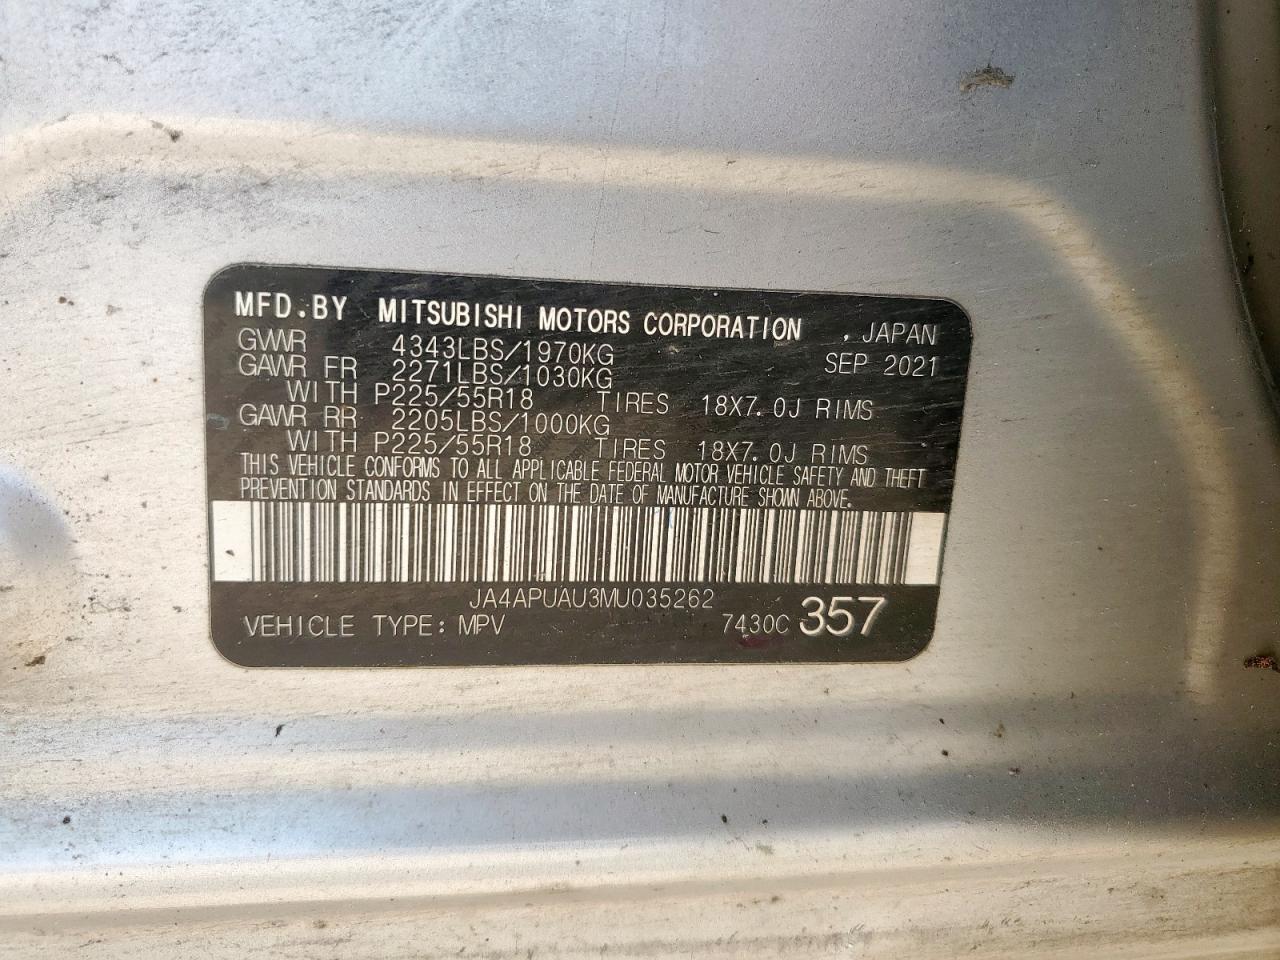 MFD.BY MITSUBISHI MOTORS CORPORATION , JAPAN
GWWR 4343LBS/1970KG SEP 2021
GAWR FR 2271LBS/1030KG
WITH P225/55R18 TIRES 18X7.0J RIMS
GAWR RR: 2205LBS/1000KG
WITH P225/55R18 TIRES 18X7.0J RIMS
THIS VEHICLE CONFORMS TO ALL APPLICABLE FEDERAL MOTOR VEHICLE SAFETY AND THEFT
PREVENTION STANDARDS IN EFFECT ON THE DATE OF MANUFACTURE SHOWN ABOVE.
JA4APUAU3MU035262
VEHICLE TYPE: MPV 7430C 357